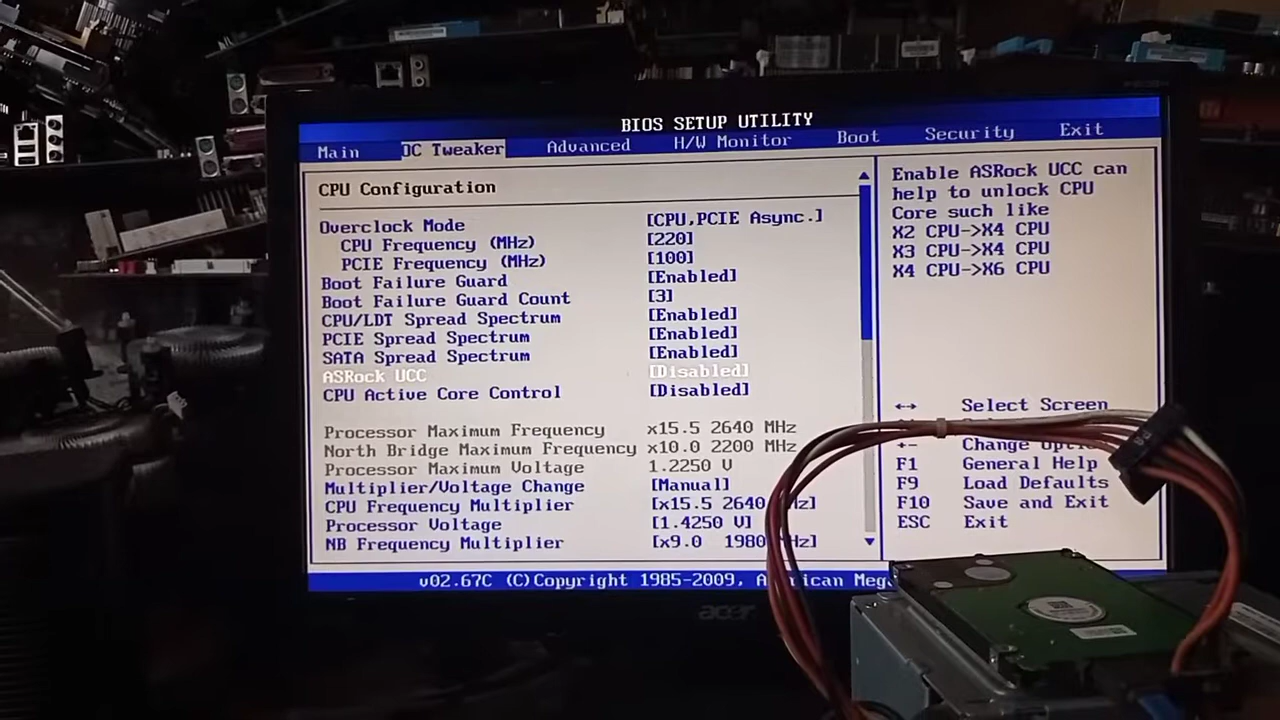 BIOS SETUP UTILITY
Main OC Tweaker Advanced H/W Monitor Boot Security Exit
CPU Configuration
Overclock Mode [CPU,PCIE Async.]
CPU Frequency (MHz) [220]
PCIE Frequency (MHz) [100]
Boot Failure Guard [Enabled]
Boot Failure Guard Count [3]
CPU/LDT Spread Spectrum [Enabled]
PCIE Spread Spectrum [Enabled]
SATA Spread Spectrum [Enabled]
ASRock UCC [Disabled]
CPU Active Core Control [Disabled]
Processor Maximum Frequency x15.5 2640 MHz
North Bridge Maximum Frequency x10.0 2200 MHz
Processor Maximum Voltage 1.2250 V
Multiplier/Voltage Change [Manual]
CPU Frequency Multiplier [x15.5 2640 Hz]
Processor Voltage [1.4250 V]
NB Frequency Multiplier [x9.0 1980 Hz]
Enable ASRock UCC can
help to unlock CPU
Core such like
X2 CPU->X4 CPU
X3 CPU->X4 CPU
X4 CPU->X6 CPU
↔ Select Screen
+- Change
F1 General Help
F9 Load Defaults
F10 Save and Exit
ESC Exit
v02.67C (C)Copyright 1985-2009, A ican Meg
acer